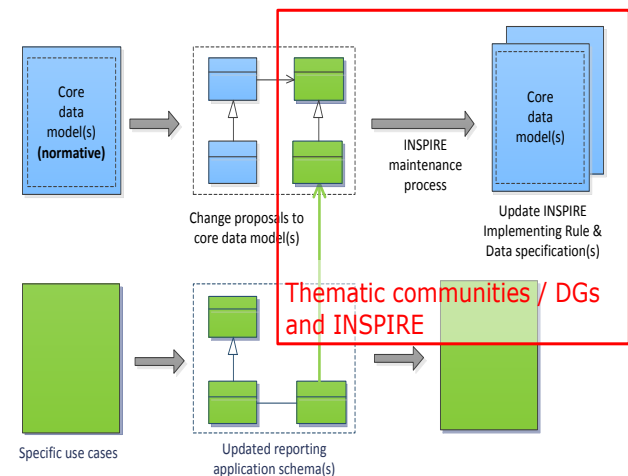 Core
data
model(s)
(normative)
Change proposals to
core data model(s)
INSPIRE
maintenance
process
Core
data
model(s)
Update INSPIRE
Implementing Rule &
Data specification(s)
Thematic communities / DGs
and INSPIRE
Specific use cases
Updated reporting
application schema(s)